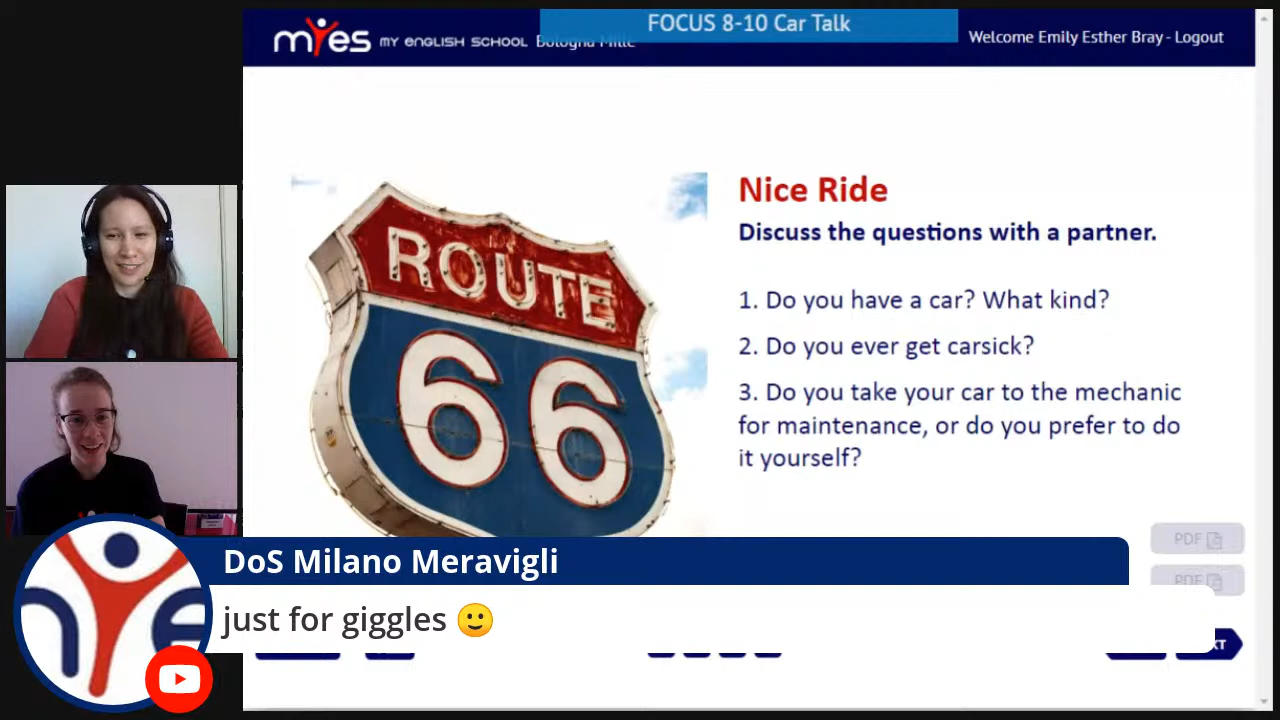 FOCUS 8-10 Car Talk
myes MY ENGLISH SCHOOL Bologna Mille
Welcome Emily Esther Bray - Logout
ROUTE
66
Nice Ride
Discuss the questions with a partner.
1. Do you have a car? What kind?
2. Do you ever get carsick?
3. Do you take your car to the mechanic
for maintenance, or do you prefer to do
it yourself?
PDF
PDF
DoS Milano Meravigli
just for giggles 🙂